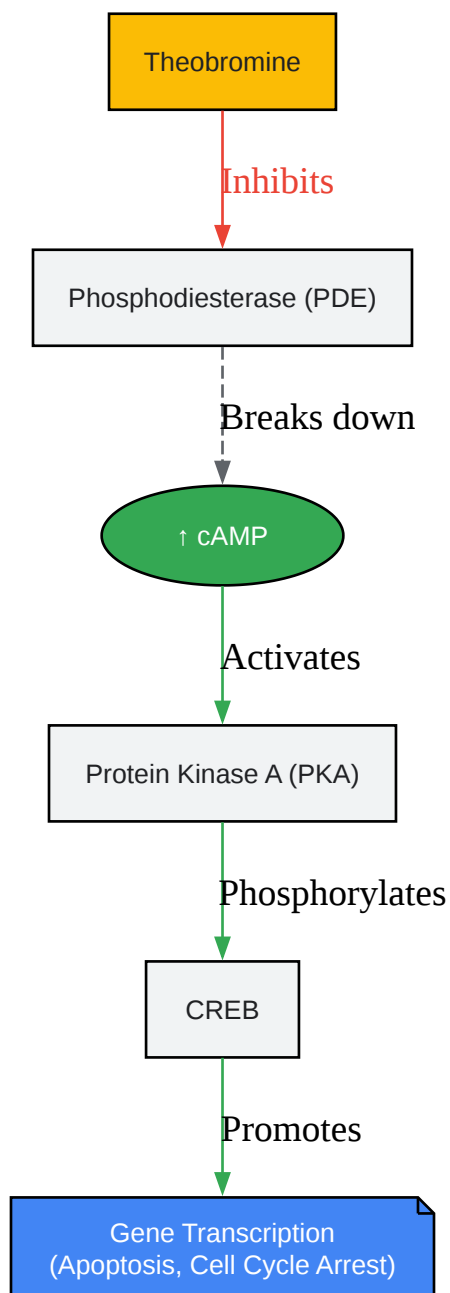 Theobromine
Inhibits
Phosphodiesterase (PDE)
Breaks down
↑ cAMP
Activates
Protein Kinase A (PKA)
Phosphorylates
CREB
Promotes
Gene Transcription
(Apoptosis, Cell Cycle Arrest)